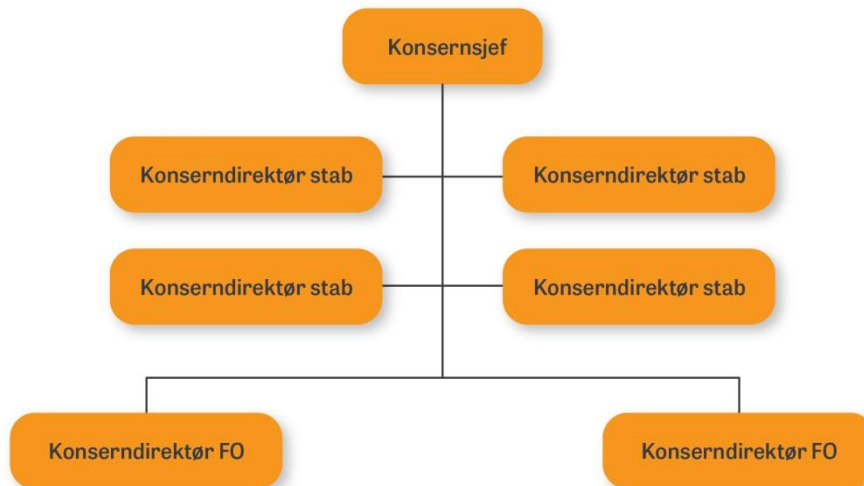 Konsernsjef
Konserndirektør stab
Konserndirektør stab
Konserndirektør stab
Konserndirektør stab
Konserndirektør FO
Konserndirektør FO